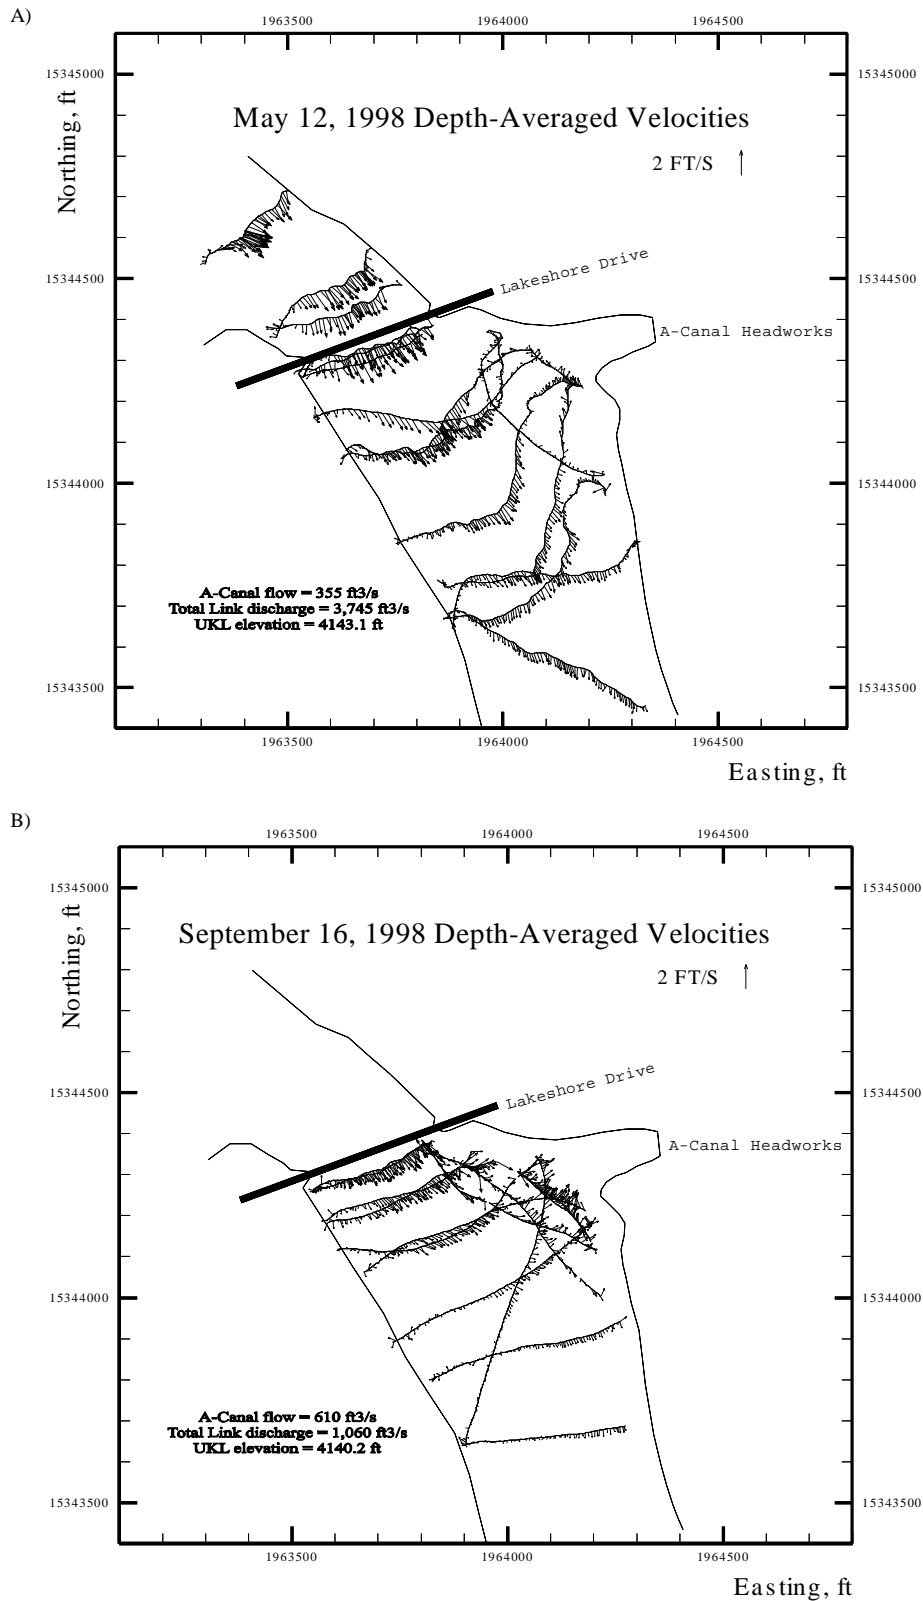 A)
1963500 1964000 1964500
15345000 15345000
Northing, ft
May 12, 1998 Depth-Averaged Velocities
2 FT/S
Lakeshore Drive
15344500 15344500
A-Canal Headworks
15344000 15344000
A-Canal flow = 355 ft3/s
Total Link discharge = 3,745 ft3/s
UKL elevation = 4143.1 ft
15343500 15343500
1963500 1964000 1964500
Easting, ft
B)
1963500 1964000 1964500
15345000 15345000
Northing, ft
September 16, 1998 Depth-Averaged Velocities
2 FT/S
Lakeshore Drive
15344500 15344500
A-Canal Headworks
15344000 15344000
A-Canal flow = 610 ft3/s
Total Link discharge = 1,060 ft3/s
UKL elevation = 4140.2 ft
15343500 15343500
1963500 1964000 1964500
Easting, ft